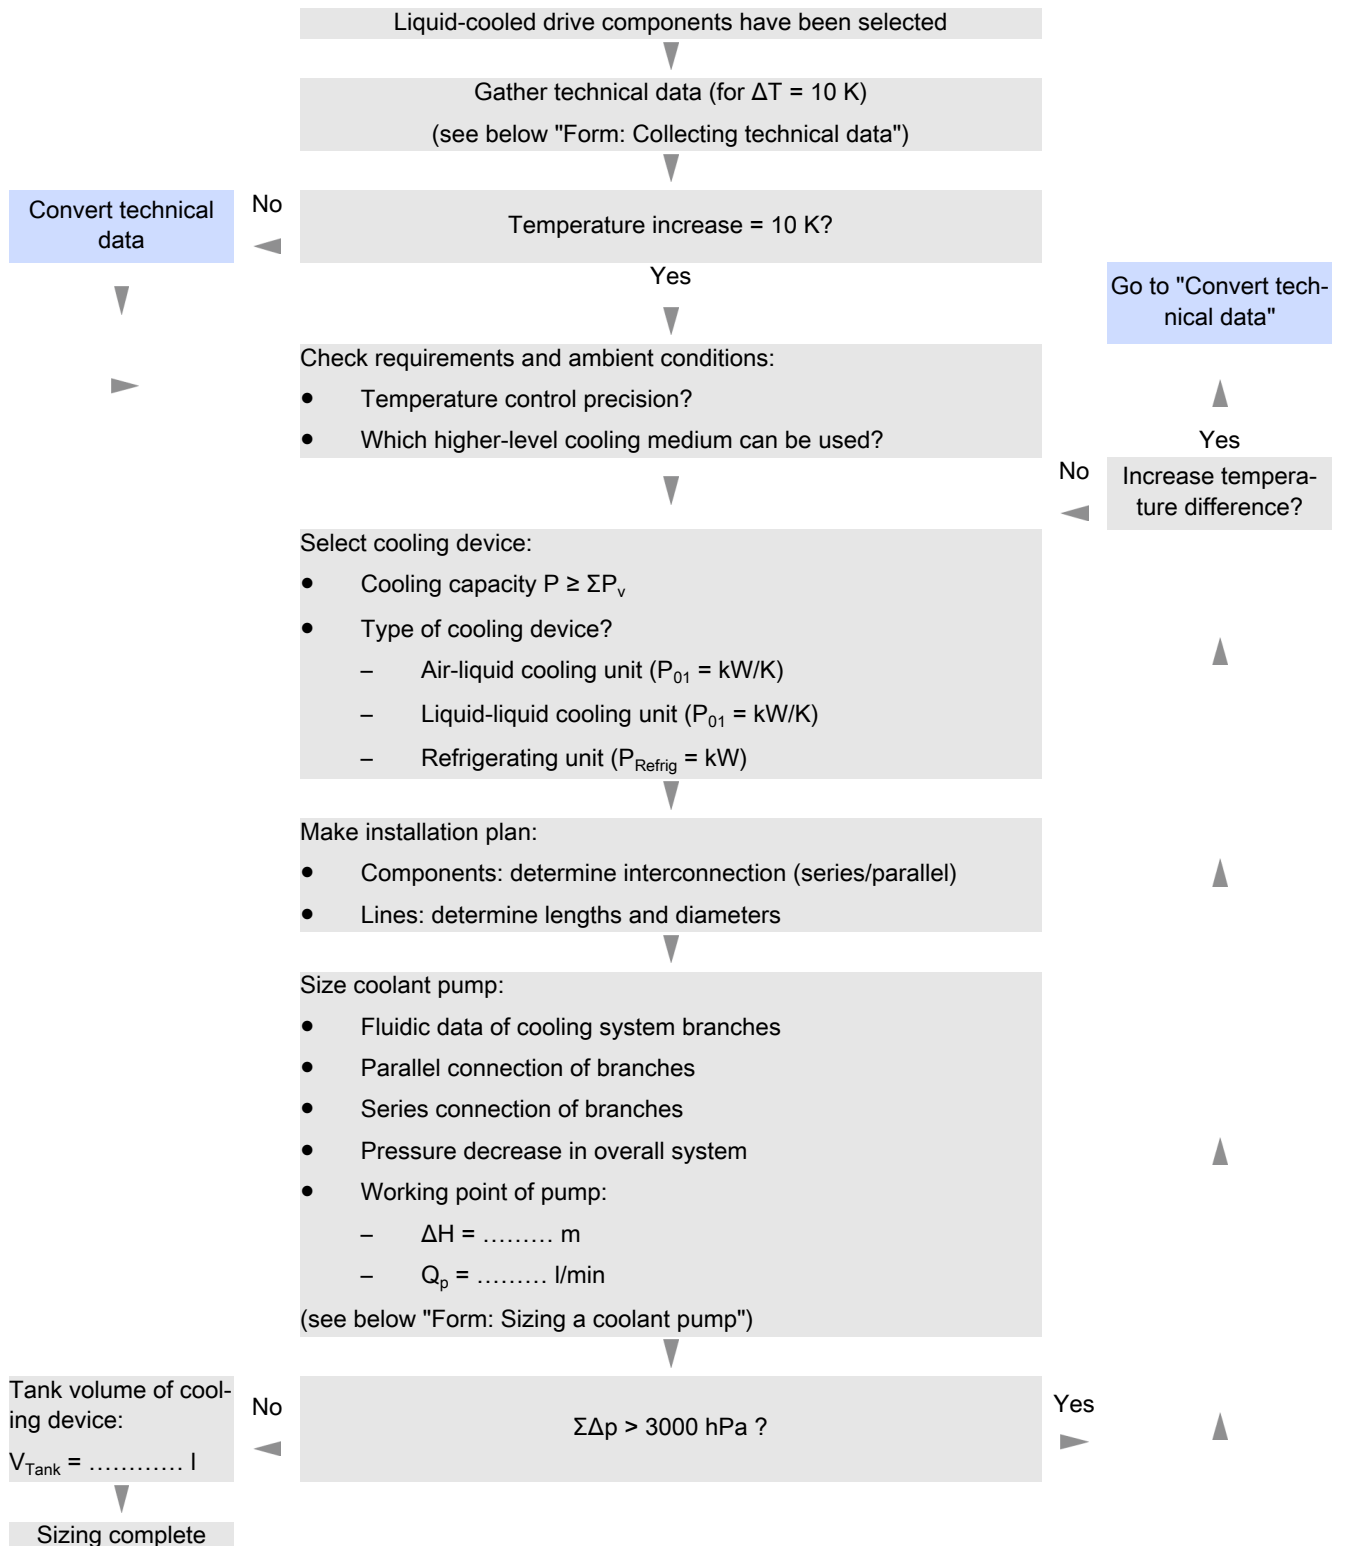 Liquid-cooled drive components have been selected
Gather technical data (for ΔT = 10 K)
(see below "Form: Collecting technical data")
Convert technical
data
No
Temperature increase = 10 K?
Yes
Go to "Convert tech-
nical data"
Check requirements and ambient conditions:
● Temperature control precision?
● Which higher-level cooling medium can be used?
Yes
No
Increase tempera-
ture difference?
Select cooling device:
● Cooling capacity P ≥ ΣPv
● Type of cooling device?
– Air-liquid cooling unit (P01 = kW/K)
– Liquid-liquid cooling unit (P01 = kW/K)
– Refrigerating unit (PRefrig = kW)
Make installation plan:
● Components: determine interconnection (series/parallel)
● Lines: determine lengths and diameters
Size coolant pump:
● Fluidic data of cooling system branches
● Parallel connection of branches
● Series connection of branches
● Pressure decrease in overall system
● Working point of pump:
– ΔH = ……… m
– Qp = ……… l/min
(see below "Form: Sizing a coolant pump")
Tank volume of cool-
ing device:
VTank = ………… l
No
ΣΔp > 3000 hPa ?
Yes
Sizing complete